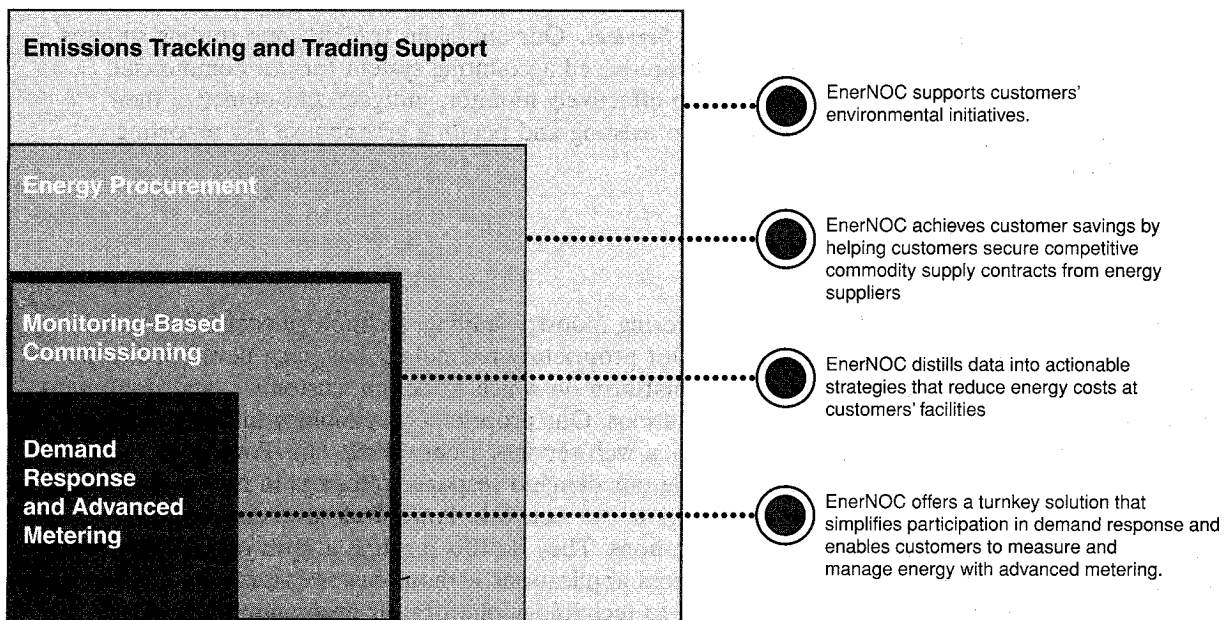 Emissions Tracking and Trading Support
EnerNOC supports customers'
environmental initiatives.
Energy Procurement
EnerNOC achieves customer savings by
helping customers secure competitive
commodity supply contracts from energy
suppliers
Monitoring-Based
Commissioning
EnerNOC distills data into actionable
strategies that reduce energy costs at
customers' facilities
Demand
Response
and Advanced
Metering
EnerNOC offers a turnkey solution that
simplifies participation in demand response and
enables customers to measure and
manage energy with advanced metering.